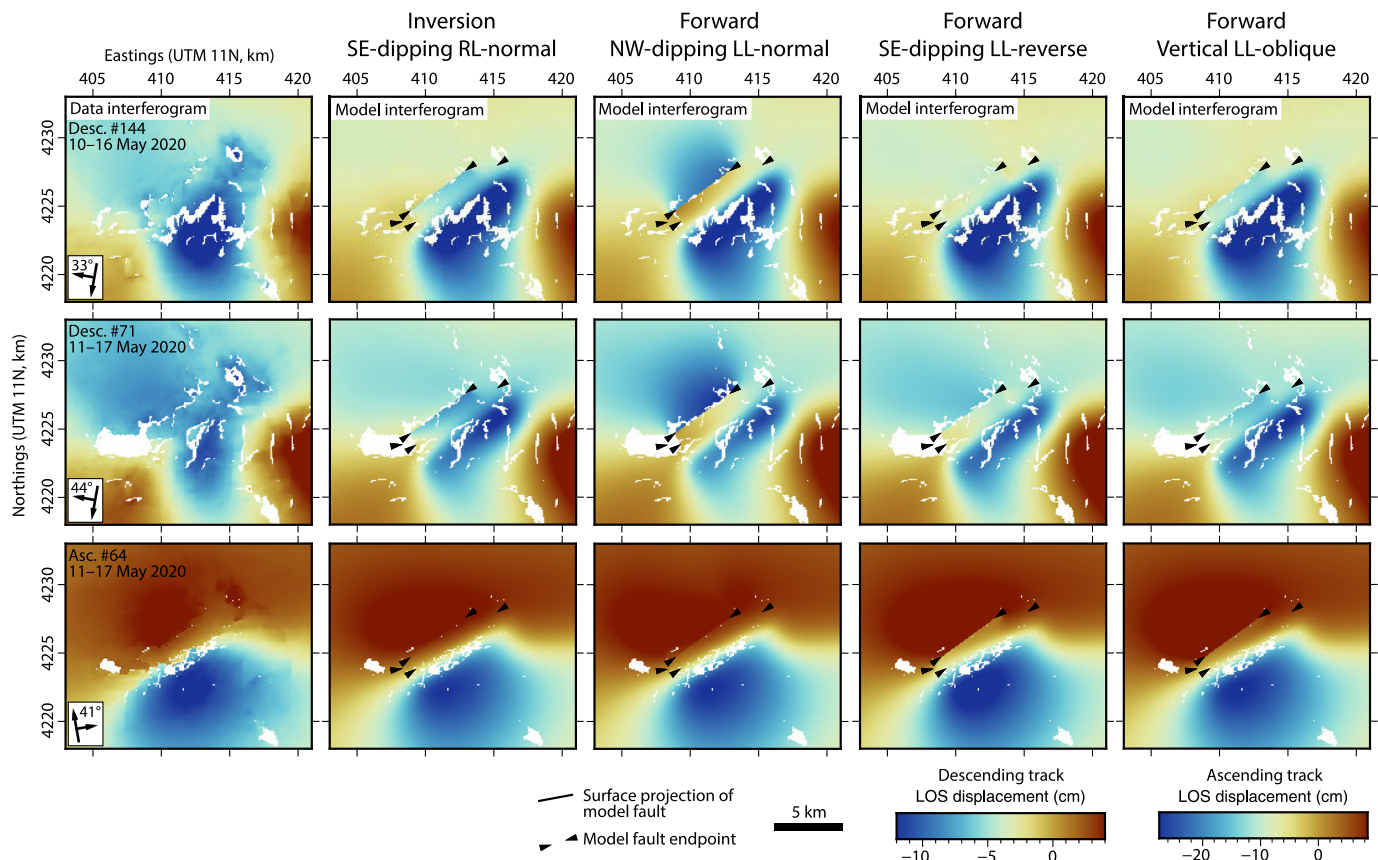 Inversion
SE-dipping RL-normal
Forward
NW-dipping LL-normal
Forward
SE-dipping LL-reverse
Forward
Vertical LL-oblique
Eastings (UTM 11N, km)
405 410 415 420
405 410 415 420
405 410 415 420
405 410 415 420
405 410 415 420
Northings (UTM 11N, km)
Data interferogram
Desc. #144
10–16 May 2020
33°
Model interferogram
Model interferogram
Model interferogram
Model interferogram
4230
4225
4220
Desc. #71
11–17 May 2020
44°
4230
4225
4220
Asc. #64
11–17 May 2020
41°
4230
4225
4220
Surface projection of
model fault
Model fault endpoint
5 km
Descending track
LOS displacement (cm)
−10 −5 0
Ascending track
LOS displacement (cm)
−20 −10 0